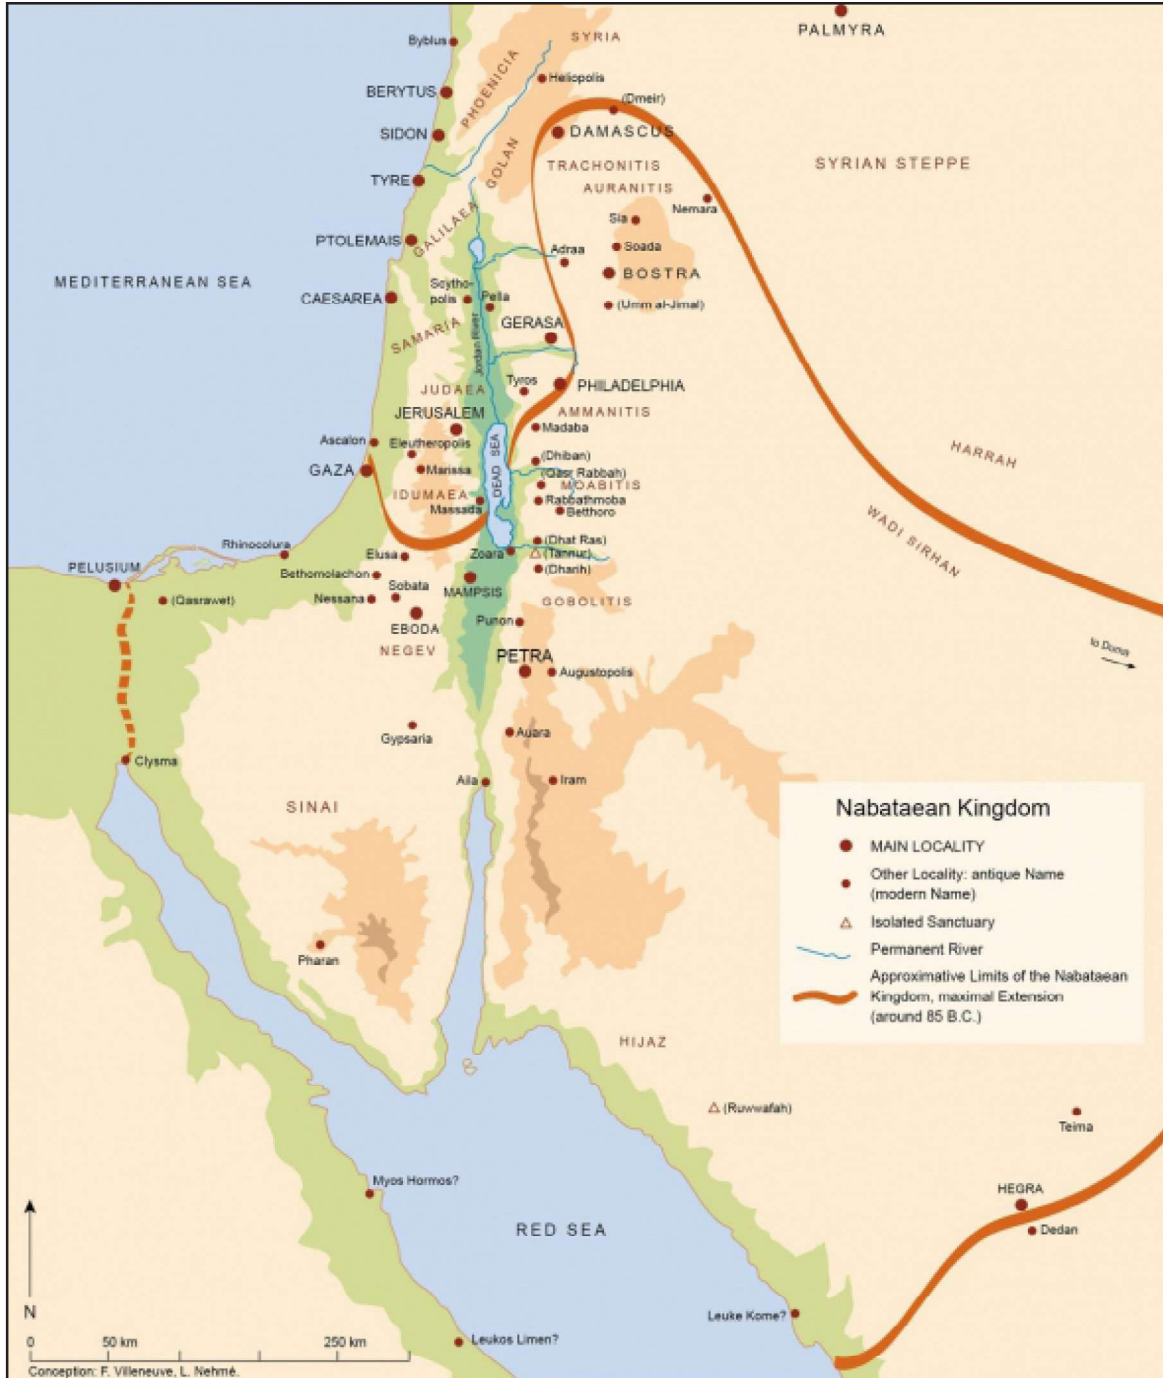 PALMYRA
SYRIA
Byblus
Heliopolis
PHOENICIA
BERYTUS
(Dmeir)
SIDON
DAMASCUS
GOLAN
TRACHONITIS
SYRIAN STEPPE
TYRE
AURANITIS
Nemara
GALILAEA
Sia
PTOLEMAIS
Soada
Adraa
BOSTRA
MEDITERRANEAN SEA
Scytho-
polis
Pella
CAESAREA
(Umm al-Jimal)
GERASA
SAMARIA
Jordan River
Tyros
PHILADELPHIA
JUDAEA
JERUSALEM
AMMANITIS
Madaba
Ascalon
Eleutheropolis
HARRAH
DEAD SEA
(Dhiban)
GAZA
Marissa
(Qasr Rabbah)
MOABITIS
IDUMAEA
Massada
Rabbathmoba
Betthoro
WADI SIRHAN
Rhinocolura
(Dhat Ras)
Elusa
Zoara
(Tannur)
PELUSIUM
Bethomolachon
(Dharih)
Sobata
MAMPSIS
(Qasrawet)
Nessana
GOBOLITIS
EBODA
Punon
NEGEV
PETRA
to Duma
Augustopolis
Gypsaria
Auara
Clysma
Aila
Iram
SINAI
Nabataean Kingdom
MAIN LOCALITY
Other Locality: antique Name
(modern Name)
Isolated Sanctuary
Permanent River
Approximative Limits of the Nabataean
Kingdom, maximal Extension
(around 85 B.C.)
Pharan
HIJAZ
(Ruwwafah)
Teima
Myos Hormos?
HEGRA
RED SEA
Dedan
N
Leuke Kome?
Leukos Limen?
0 50 km 250 km
Conception: F. Villeneuve, L. Nehmé.